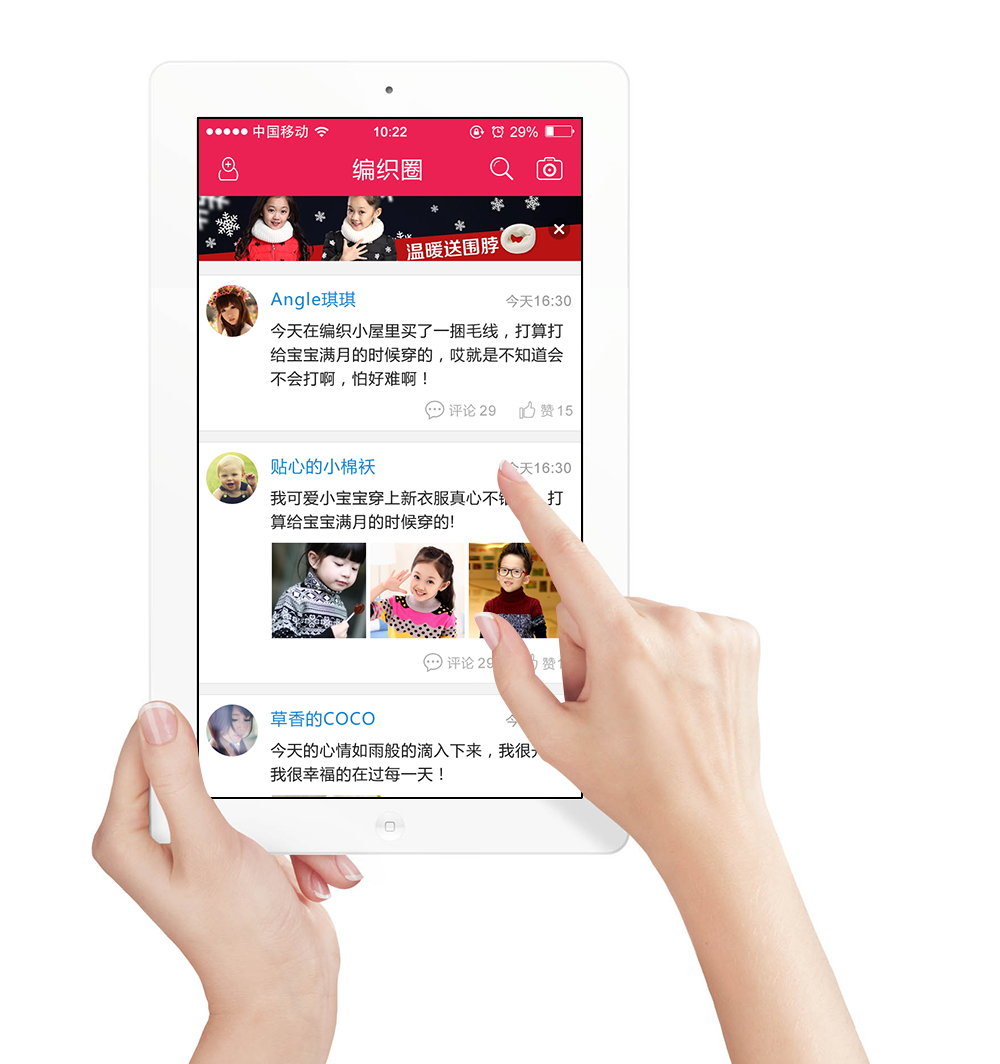 中国移动 10:22 29%
编织圈
温暖送围脖
Angle琪琪 今天16:30
今天在编织小屋里买了一捆毛线，打算打
给宝宝满月的时候穿的，哎就是不知道会
不会打啊，怕好难啊！
评论 29 赞 15
贴心的小棉袄 天16:30
我可爱小宝宝穿上新衣服真心不 打
算给宝宝满月的时候穿的!
评论 29 赞
草香的COCO
今天的心情如雨般的滴入下来，我很
我很幸福的在过每一天！